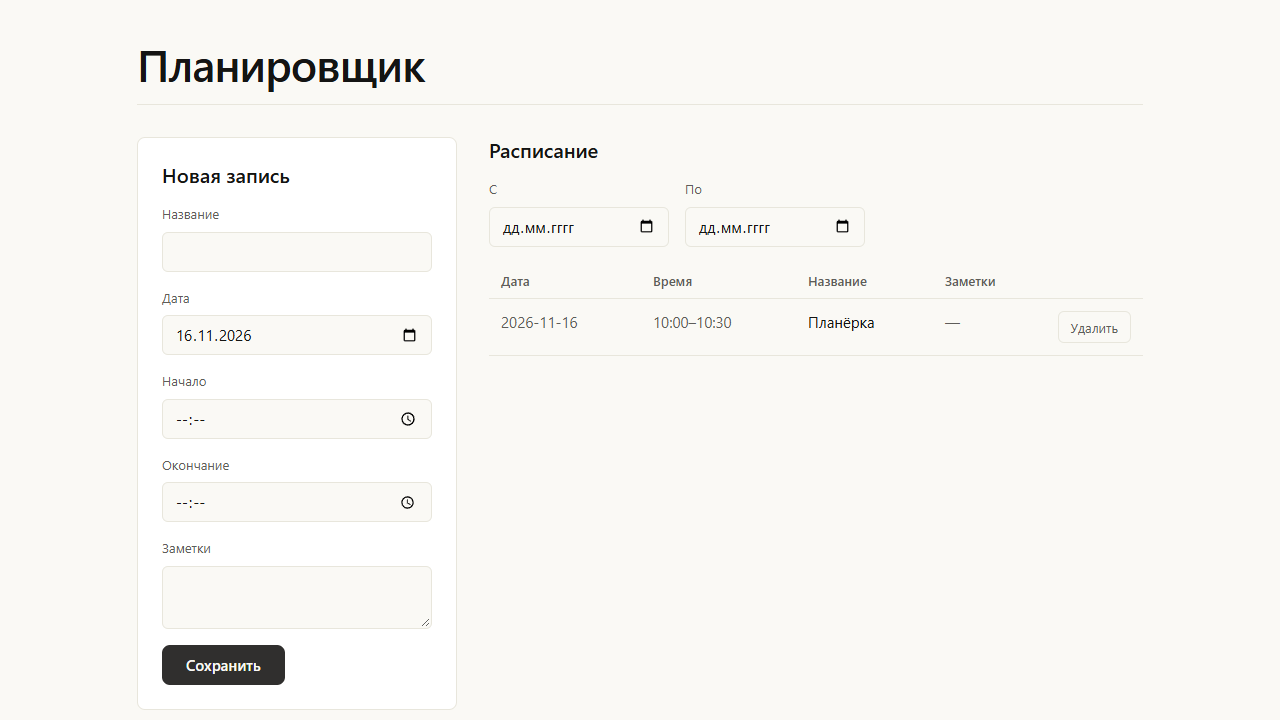 Планировщик
Новая запись
Название
Дата
16.11.2026
Начало
--:--
Окончание
--:--
Заметки
Сохранить
Расписание
С По
дд.мм.гггг дд.мм.гггг
Дата Время Название Заметки
2026-11-16 10:00–10:30 Планёрка — Удалить